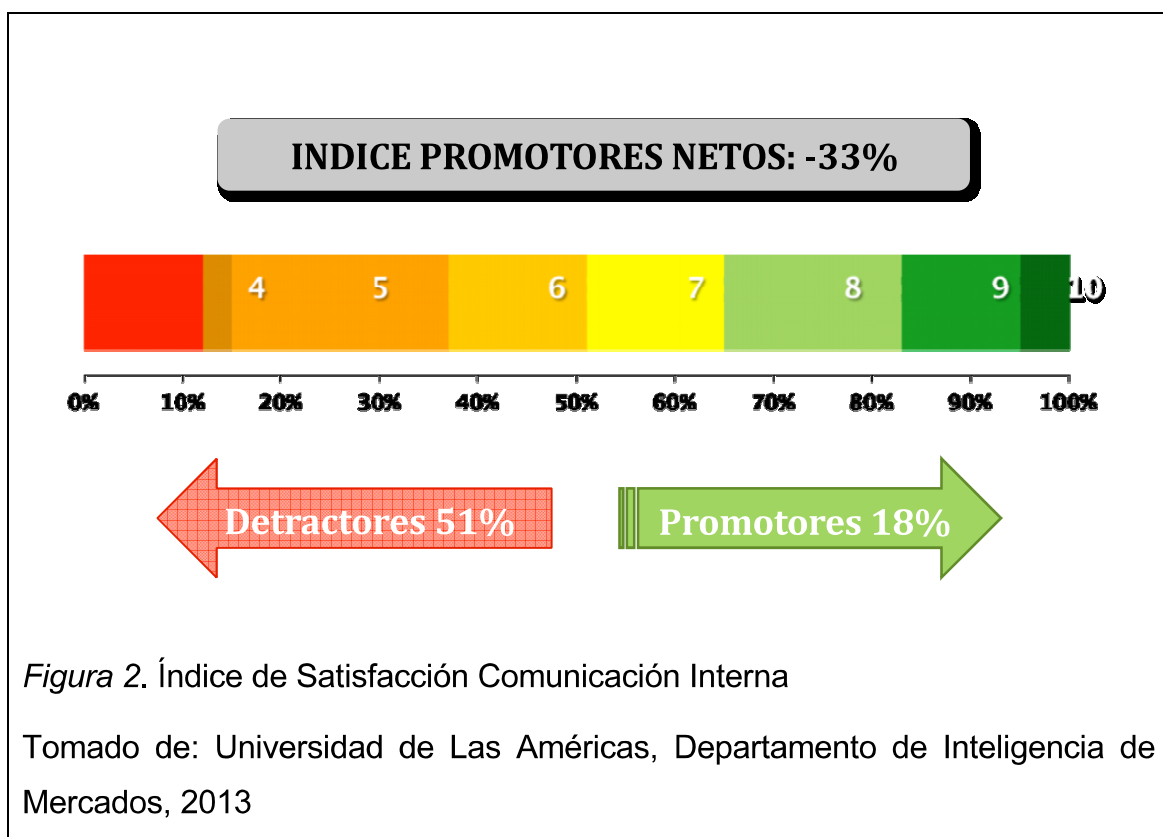 INDICE PROMOTORES NETOS: -33%
4 5 6 7 8 9 10
0% 10% 20% 30% 40% 50% 60% 70% 80% 90% 100%
Detractores 51% Promotores 18%
Figura 2. Índice de Satisfacción Comunicación Interna
Tomado de: Universidad de Las Américas, Departamento de Inteligencia de
Mercados, 2013